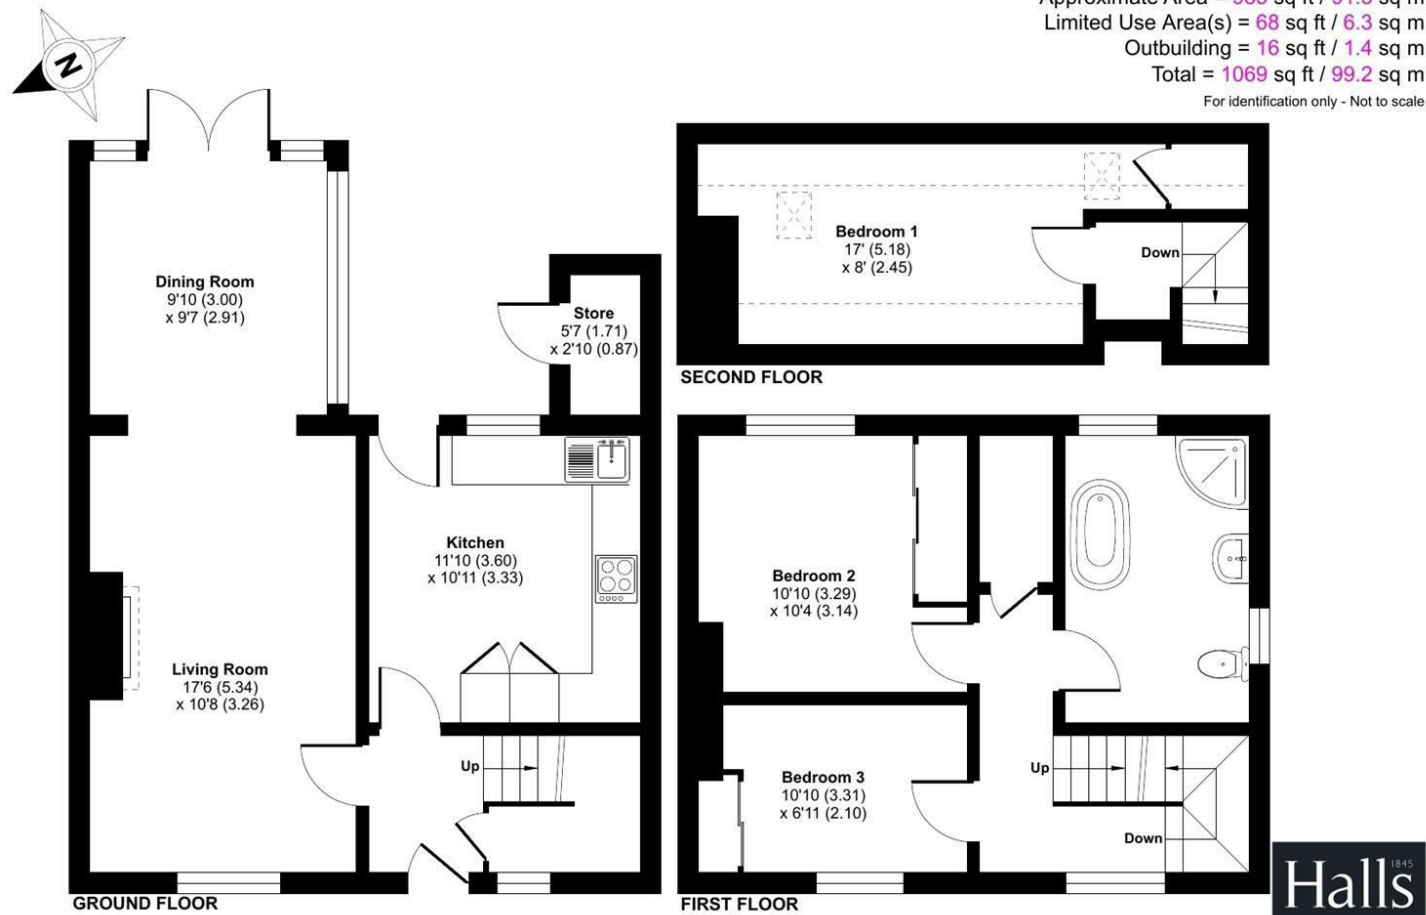 Limited Use Area(s) = 68 sq ft / 6.3 sq m
Outbuilding = 16 sq ft / 1.4 sq m
Total = 1069 sq ft / 99.2 sq m
For identification only - Not to scale
N
Dining Room
9'10 (3.00)
x 9'7 (2.91)
Store
5'7 (1.71)
x 2'10 (0.87)
Kitchen
11'10 (3.60)
x 10'11 (3.33)
Living Room
17'6 (5.34)
x 10'8 (3.26)
Up
GROUND FLOOR
Bedroom 1
17' (5.18)
x 8' (2.45)
Down
SECOND FLOOR
Bedroom 2
10'10 (3.29)
x 10'4 (3.14)
Bedroom 3
10'10 (3.31)
x 6'11 (2.10)
Up
Down
FIRST FLOOR
1845
Halls